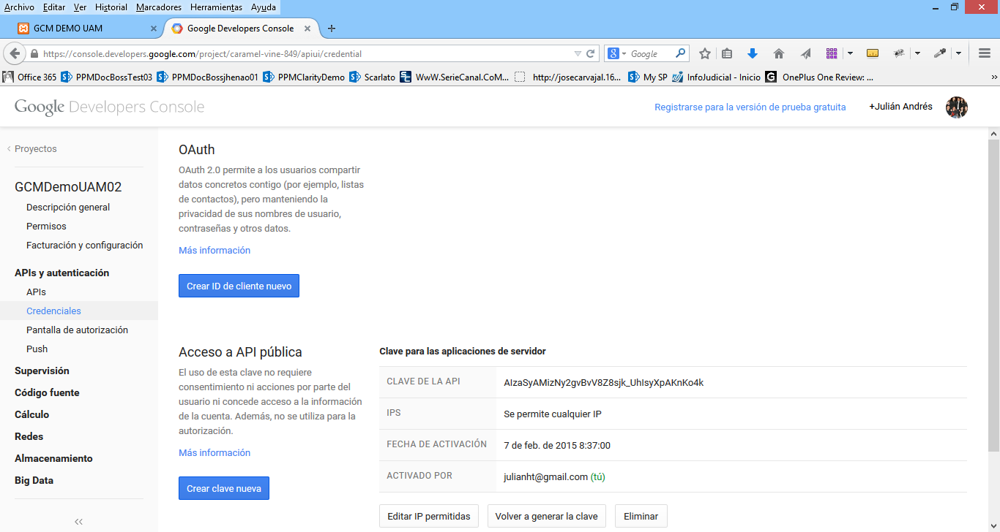 Archivo Editar Ver Historial Marcadores Herramientas Ayuda
GCM DEMO UAM
Google Developers Console
https://console.developers.google.com/project/caramel-vine-849/apiui/credential
Google
Office 365 PPMDocBossTest03 PPMDocBossjhenao01 PPMClarityDemo Scarlato WwW.SerieCanal.CoM... http://josecarvajal.16... My SP InfoJudicial - Inicio OnePlus One Review: ... »
Google Developers Console
Registrarse para la versión de prueba gratuita
+Julián Andrés
Proyectos
GCMDemoUAM02
Descripción general
Permisos
Facturación y configuración
APIs y autenticación
APIs
Credenciales
Pantalla de autorización
Push
Supervisión
Código fuente
Cálculo
Redes
Almacenamiento
Big Data
OAuth
OAuth 2.0 permite a los usuarios compartir
datos concretos contigo (por ejemplo, listas
de contactos), pero manteniendo la
privacidad de sus nombres de usuario,
contraseñas y otros datos.
Más información
Crear ID de cliente nuevo
Acceso a API pública
El uso de esta clave no requiere
consentimiento ni acciones por parte del
usuario ni concede acceso a la información
de la cuenta. Además, no se utiliza para la
autorización.
Más información
Crear clave nueva
Clave para las aplicaciones de servidor
CLAVE DE LA API AIzaSyAMizNy2gvBvV8Z8sjk_UhIsyXpAKnKo4k
IPS Se permite cualquier IP
FECHA DE ACTIVACIÓN 7 de feb. de 2015 8:37:00
ACTIVADO POR julianht@gmail.com (tú)
Editar IP permitidas Volver a generar la clave Eliminar